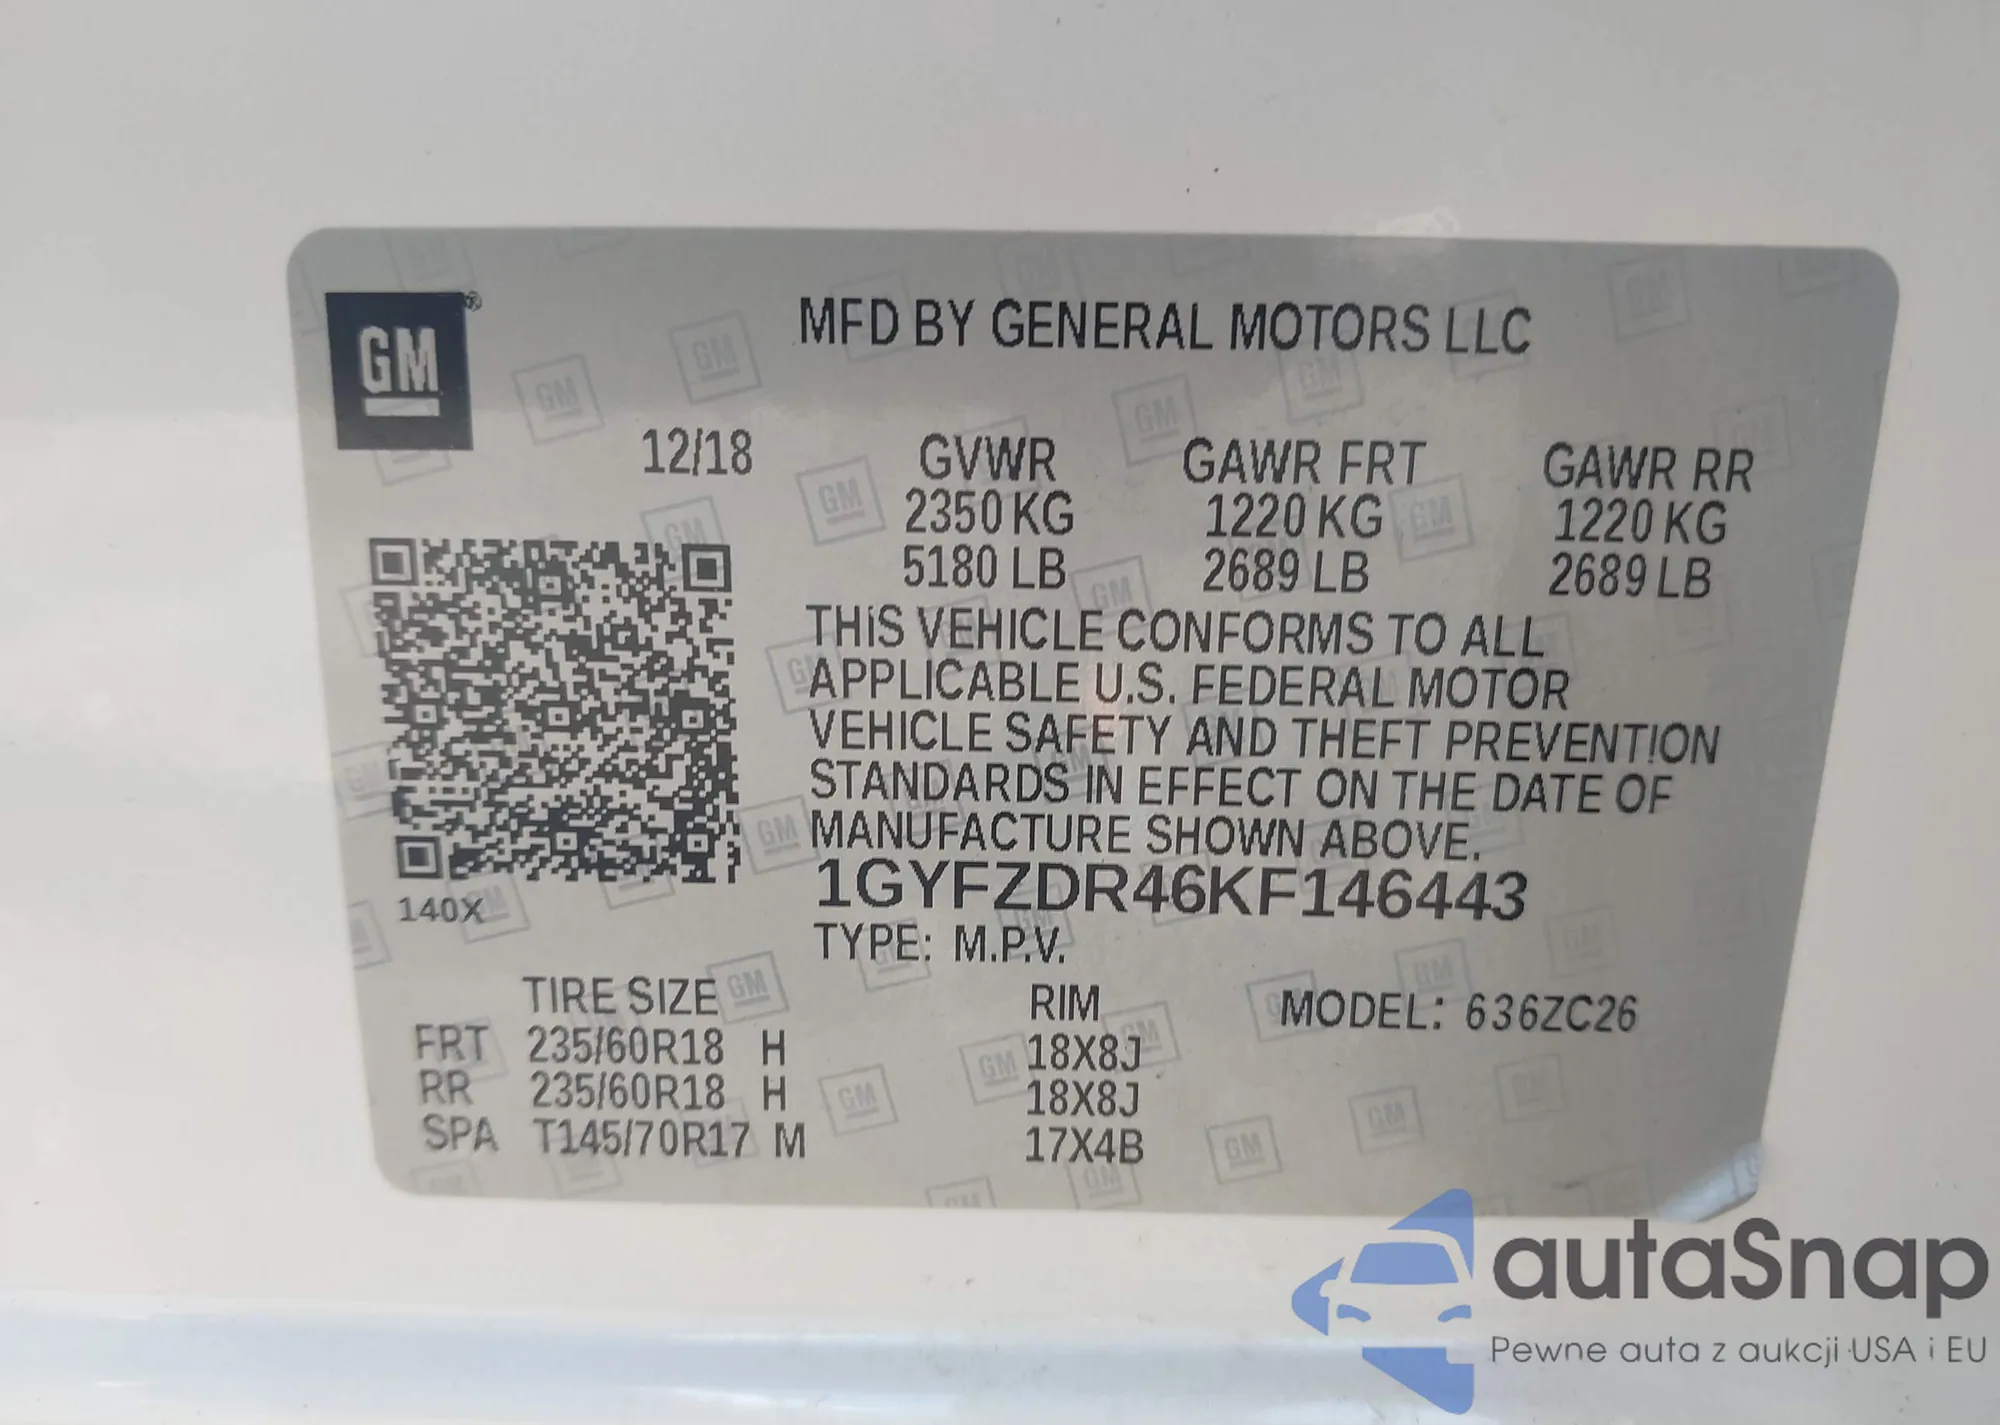 GM®
MFD BY GENERAL MOTORS LLC
12/18 GVWR GAWR FRT GAWR RR
2350 KG 1220 KG 1220 KG
5180 LB 2689 LB 2689 LB
THIS VEHICLE CONFORMS TO ALL
APPLICABLE U.S. FEDERAL MOTOR
VEHICLE SAFETY AND THEFT PREVENTION
STANDARDS IN EFFECT ON THE DATE OF
MANUFACTURE SHOWN ABOVE.
1GYFZDR46KF146443
140X
TYPE: M.P.V.
TIRE SIZE RIM MODEL: 636ZC26
FRT 235/60R18 H 18X8J
RR 235/60R18 H 18X8J
SPA T145/70R17 M 17X4B
autaSnap
Pewne auta z aukcji USA i EU